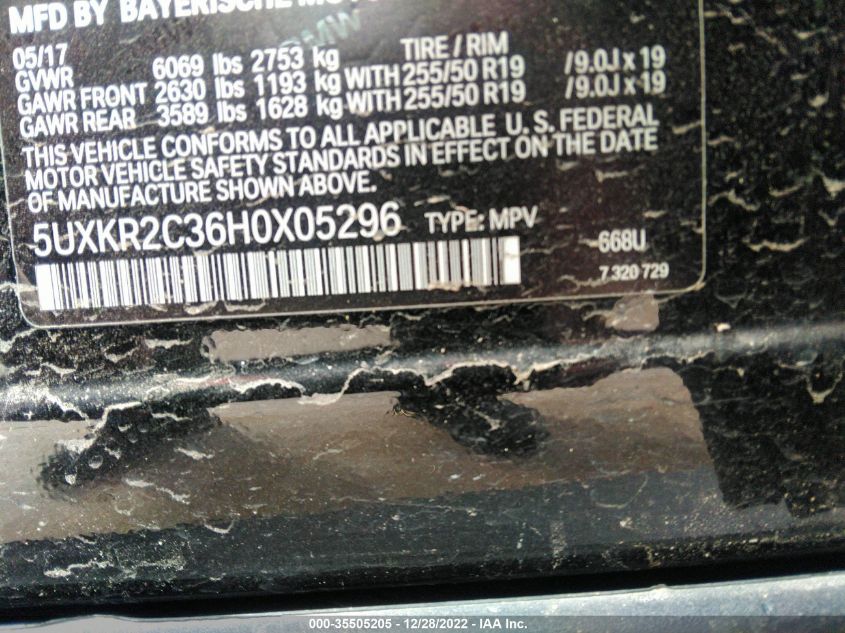 MFD BY BAYERISCHE MOTO
05/17 TIRE / RIM
GVWR 6069 lbs 2753 kg
GAWR FRONT 2630 lbs 1193 kg WITH 255/50 R19 /9.0J x 19
GAWR REAR 3589 lbs 1628 kg WITH 255/50 R19 /9.0J x 19
THIS VEHICLE CONFORMS TO ALL APPLICABLE U.S. FEDERAL
MOTOR VEHICLE SAFETY STANDARDS IN EFFECT ON THE DATE
OF MANUFACTURE SHOWN ABOVE.
5UXKR2C36H0X05296 TYPE: MPV 668U
7 320 729
000-35505205 - 12/28/2022 - IAA Inc.